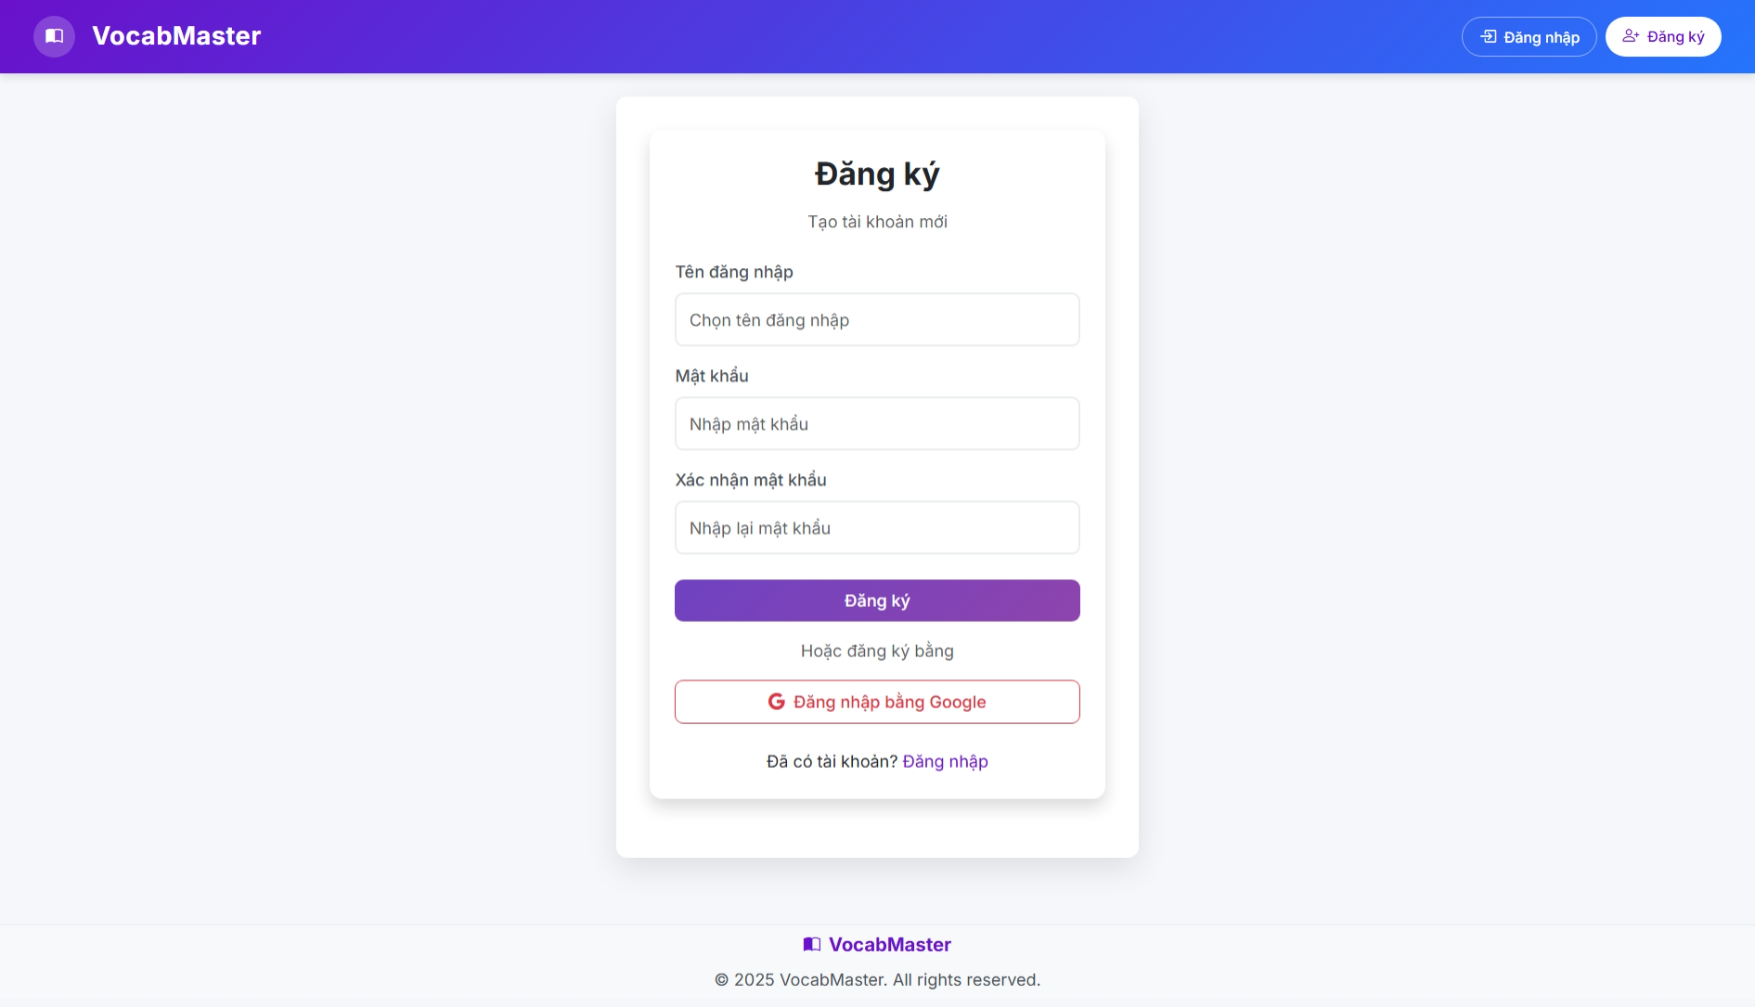 VocabMaster
Đăng nhập
Đăng ký
Đăng ký
Tạo tài khoản mới
Tên đăng nhập
Chọn tên đăng nhập
Mật khẩu
Nhập mật khẩu
Xác nhận mật khẩu
Nhập lại mật khẩu
Đăng ký
Hoặc đăng ký bằng
Đăng nhập bằng Google
Đã có tài khoản? Đăng nhập
VocabMaster
© 2025 VocabMaster. All rights reserved.